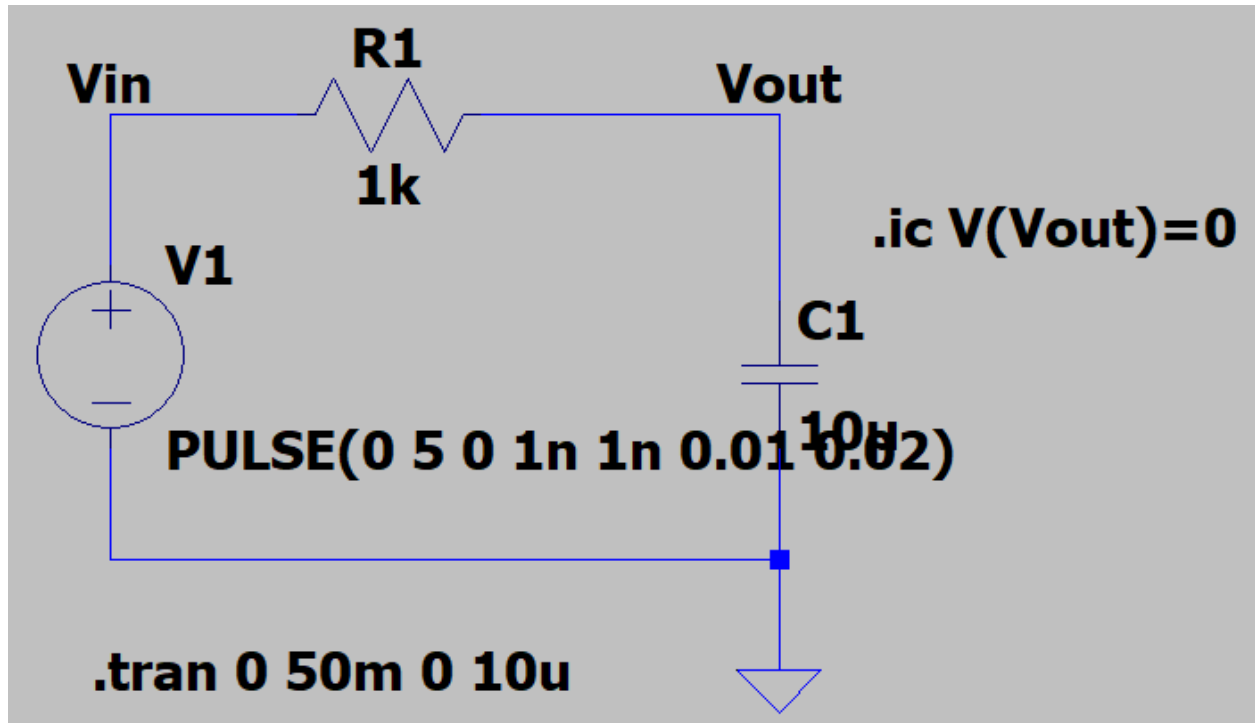 R1
Vin
Vout
1k
.ic V(Vout)=0
V1
C1
10u
PULSE(0 5 0 1n 1n 0.01 0.02)
.tran 0 50m 0 10u